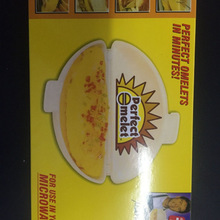 PERFECT OMELETS
IN MINUTES!
Perfect
Omelet
FOR USE IN
MICROWA